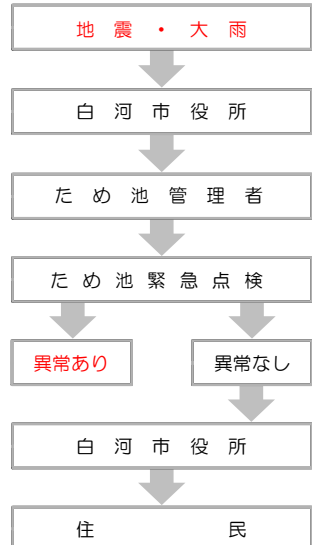 地震・大雨
白河市役所
ため池管理者
ため池緊急点検
異常あり 異常なし
白河市役所
住民